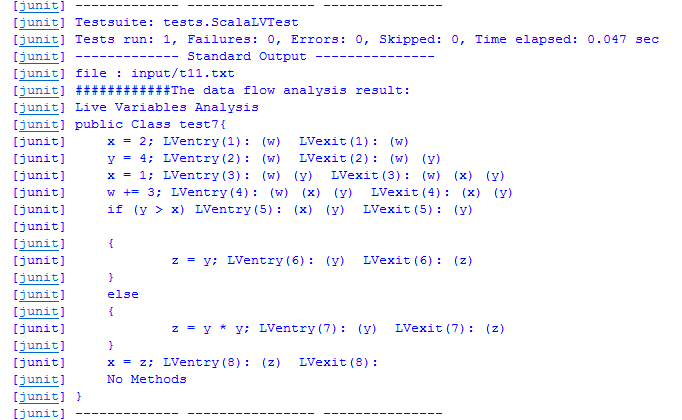 [junit] ------------- ---------------- ---------------
[junit] Testsuite: tests.ScalaLVTest
[junit] Tests run: 1, Failures: 0, Errors: 0, Skipped: 0, Time elapsed: 0.047 sec
[junit] ------------- Standard Output ---------------
[junit] file : input/t11.txt
[junit] ############The data flow analysis result:
[junit] Live Variables Analysis
[junit] public Class test7{
[junit]     x = 2; LVentry(1): (w)  LVexit(1): (w)
[junit]     y = 4; LVentry(2): (w)  LVexit(2): (w) (y)
[junit]     x = 1; LVentry(3): (w) (y)  LVexit(3): (w) (x) (y)
[junit]     w += 3; LVentry(4): (w) (x) (y)  LVexit(4): (x) (y)
[junit]     if (y > x) LVentry(5): (x) (y)  LVexit(5): (y)
[junit]
[junit]     {
[junit]             z = y; LVentry(6): (y)  LVexit(6): (z)
[junit]     }
[junit]     else
[junit]     {
[junit]             z = y * y; LVentry(7): (y)  LVexit(7): (z)
[junit]     }
[junit]     x = z; LVentry(8): (z)  LVexit(8):
[junit]     No Methods
[junit] }
[junit] ------------- ---------------- ---------------